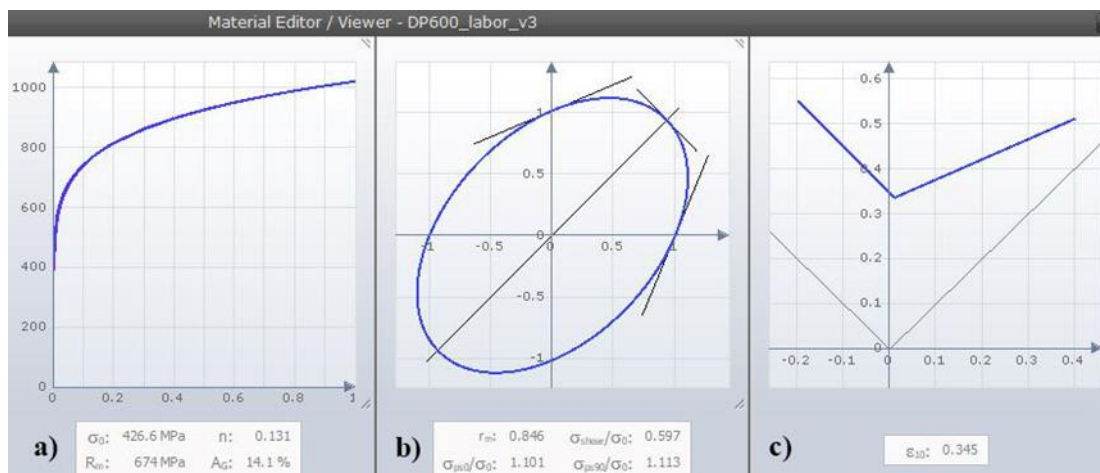 Material Editor / Viewer - DP600_labor_v3
1000
800
600
400
200
0
0 0.2 0.4 0.6 0.8 1
a)
σ₀: 426.6 MPa n: 0.131
Rₘ: 674 MPa A_G: 14.1 %
1
0.5
0
-0.5
-1
-1 -0.5 0 0.5 1
b)
rₘ: 0.846 σshear/σ₀: 0.597
σps0/σ₀: 1.101 σps90/σ₀: 1.113
0.6
0.5
0.4
0.3
0.2
0.1
0
-0.2 -0.1 0 0.1 0.2 0.3 0.4
c)
ε₁₀: 0.345